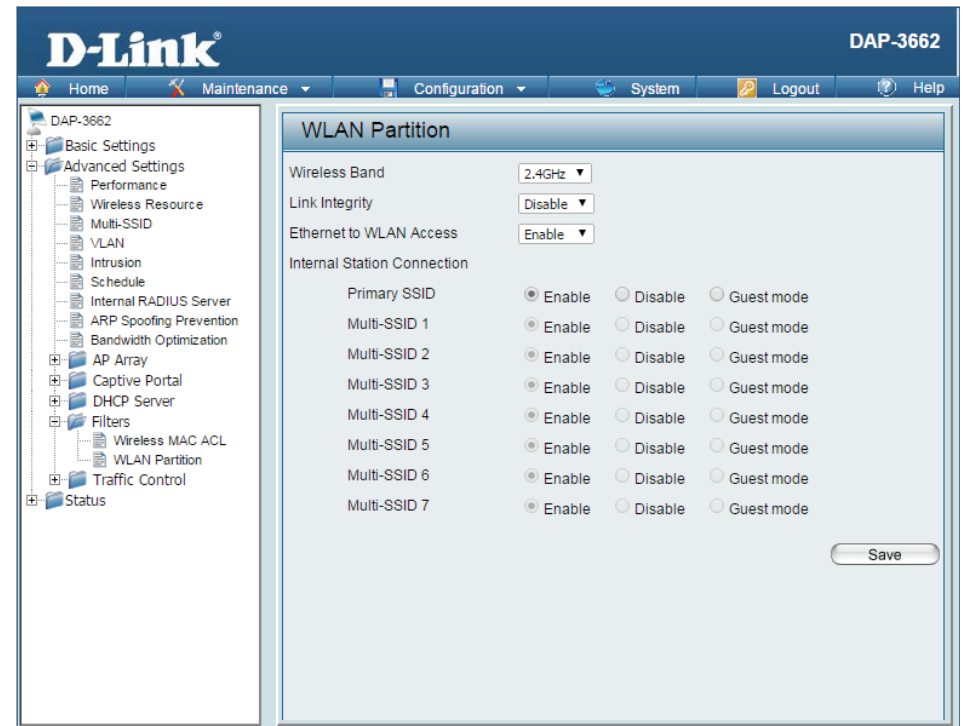 D-Link®
DAP-3662
Home Maintenance Configuration System Logout Help
DAP-3662
Basic Settings
Advanced Settings
Performance
Wireless Resource
Multi-SSID
VLAN
Intrusion
Schedule
Internal RADIUS Server
ARP Spoofing Prevention
Bandwidth Optimization
AP Array
Captive Portal
DHCP Server
Filters
Wireless MAC ACL
WLAN Partition
Traffic Control
Status
WLAN Partition
Wireless Band 2.4GHz
Link Integrity Disable
Ethernet to WLAN Access Enable
Internal Station Connection
Primary SSID Enable Disable Guest mode
Multi-SSID 1 Enable Disable Guest mode
Multi-SSID 2 Enable Disable Guest mode
Multi-SSID 3 Enable Disable Guest mode
Multi-SSID 4 Enable Disable Guest mode
Multi-SSID 5 Enable Disable Guest mode
Multi-SSID 6 Enable Disable Guest mode
Multi-SSID 7 Enable Disable Guest mode
Save